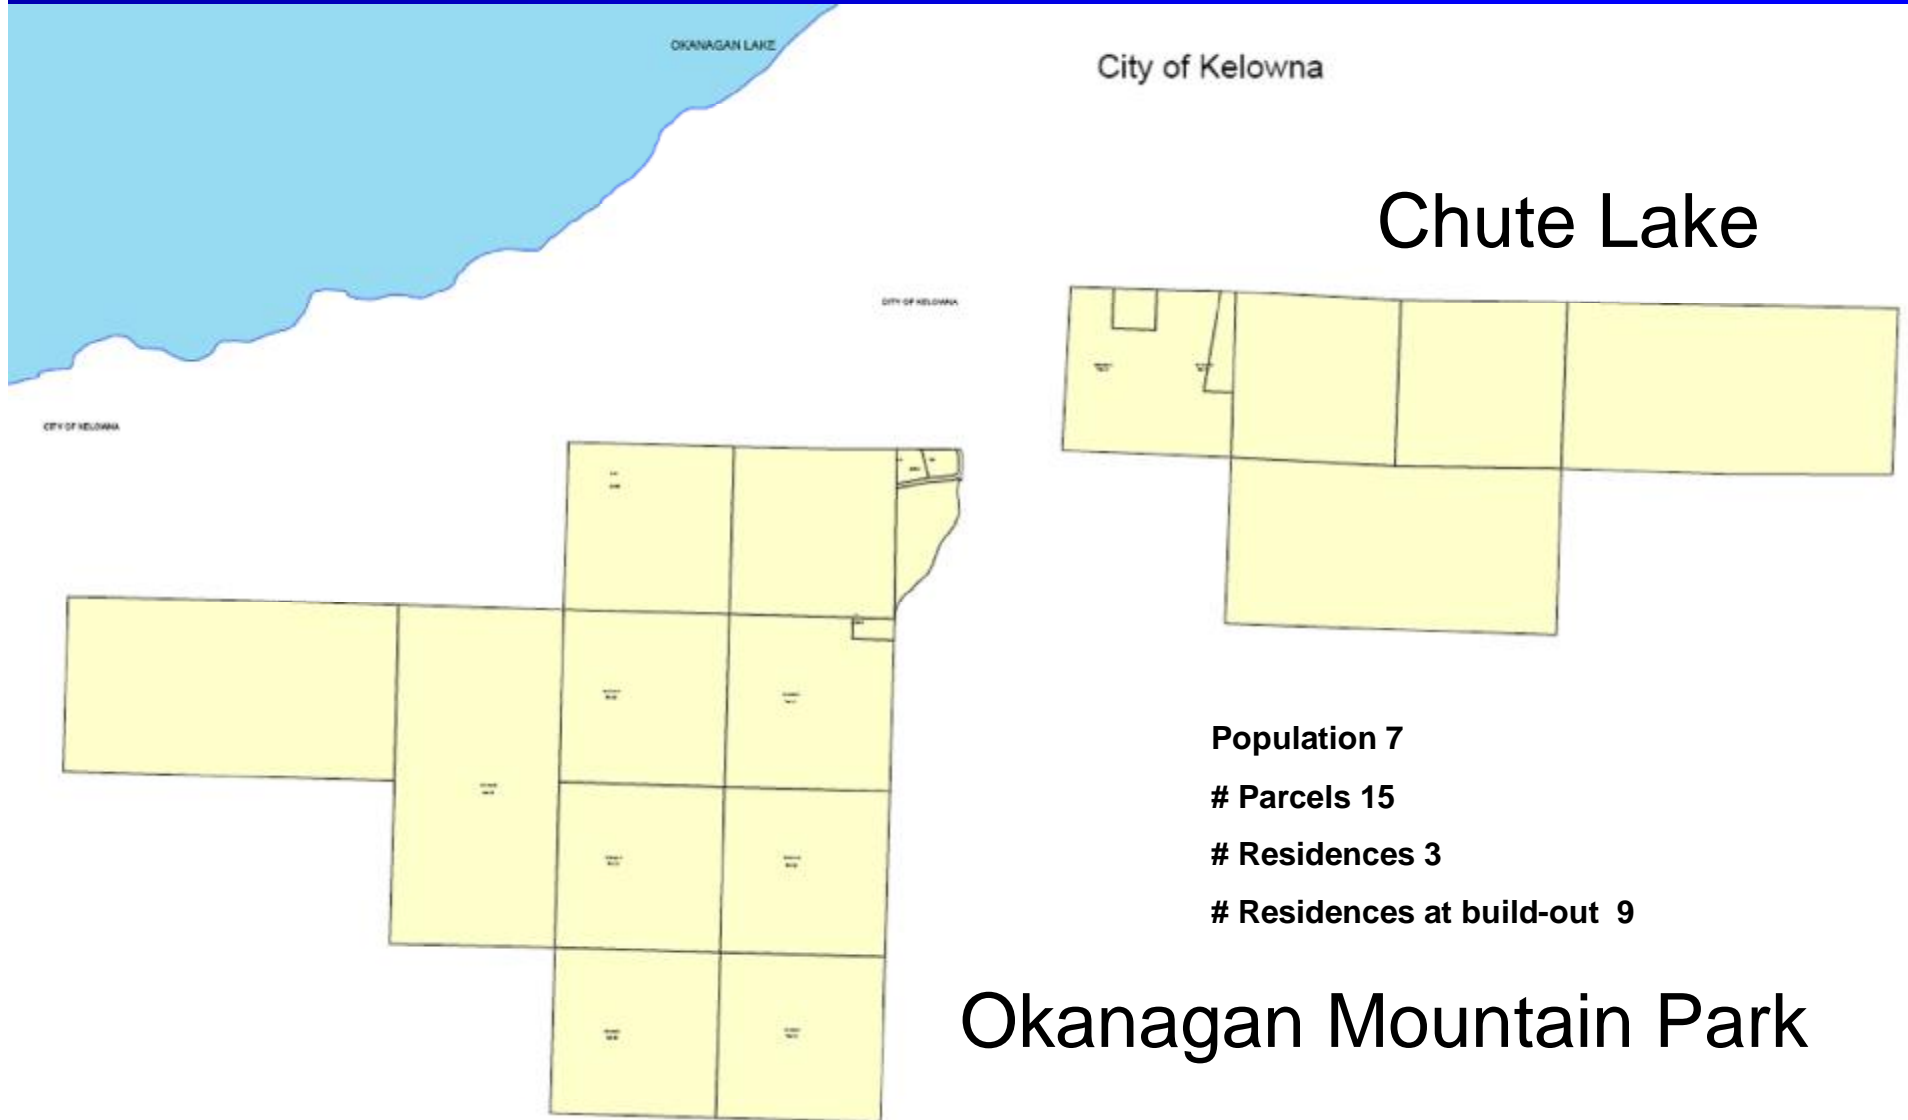 OKANAGAN LAKE
City of Kelowna
Chute Lake
CITY OF KELOWNA
CITY OF KELOWNA
Population 7
# Parcels 15
# Residences 3
# Residences at build-out 9
Okanagan Mountain Park